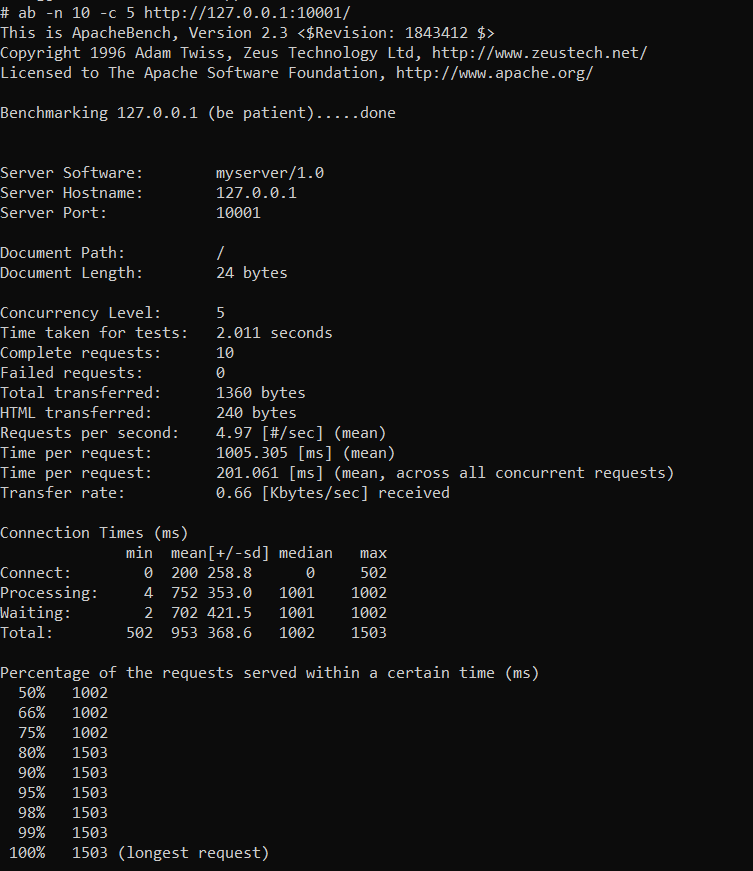 # ab -n 10 -c 5 http://127.0.0.1:10001/
This is ApacheBench, Version 2.3 <$Revision: 1843412 $>
Copyright 1996 Adam Twiss, Zeus Technology Ltd, http://www.zeustech.net/
Licensed to The Apache Software Foundation, http://www.apache.org/

Benchmarking 127.0.0.1 (be patient).....done


Server Software:        myserver/1.0
Server Hostname:        127.0.0.1
Server Port:            10001

Document Path:          /
Document Length:        24 bytes

Concurrency Level:      5
Time taken for tests:   2.011 seconds
Complete requests:      10
Failed requests:        0
Total transferred:      1360 bytes
HTML transferred:       240 bytes
Requests per second:    4.97 [#/sec] (mean)
Time per request:       1005.305 [ms] (mean)
Time per request:       201.061 [ms] (mean, across all concurrent requests)
Transfer rate:          0.66 [Kbytes/sec] received

Connection Times (ms)
              min  mean[+/-sd] median   max
Connect:        0  200 258.8      0     502
Processing:     4  752 353.0   1001    1002
Waiting:        2  702 421.5   1001    1002
Total:        502  953 368.6   1002    1503

Percentage of the requests served within a certain time (ms)
  50%   1002
  66%   1002
  75%   1002
  80%   1503
  90%   1503
  95%   1503
  98%   1503
  99%   1503
 100%   1503 (longest request)